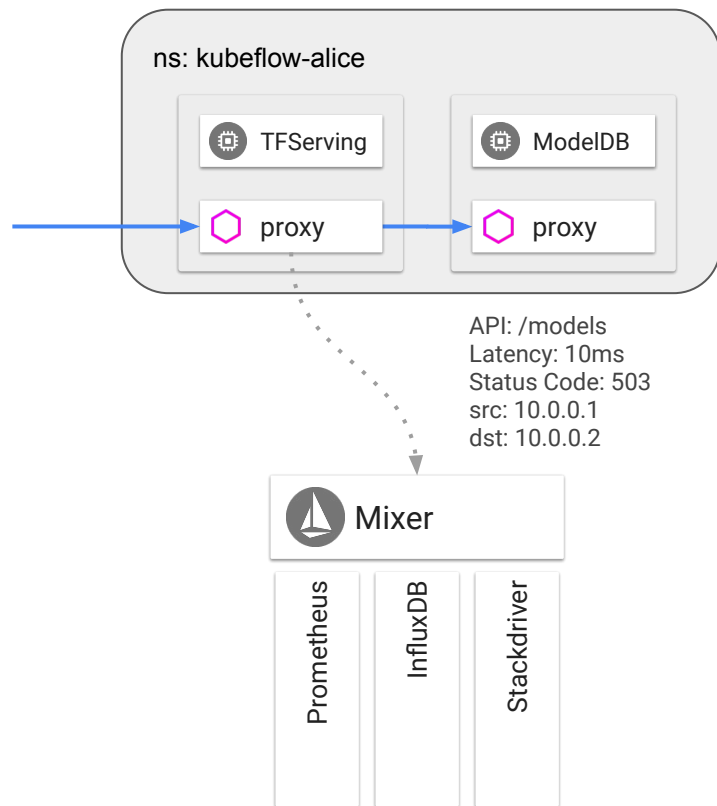 ns: kubeflow-alice
TFServing
ModelDB
proxy
proxy
API: /models
Latency: 10ms
Status Code: 503
src: 10.0.0.1
dst: 10.0.0.2
Mixer
Prometheus
InfluxDB
Stackdriver